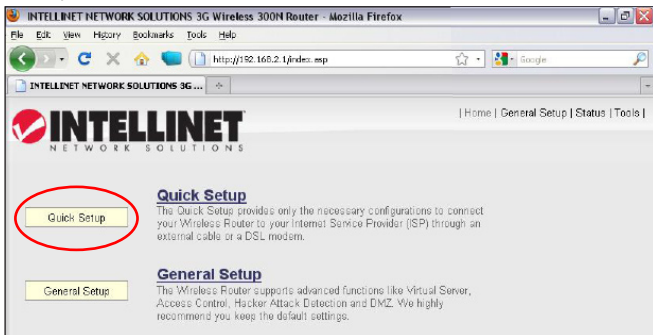 INTELLINET NETWORK SOLUTIONS 3G Wireless 300N Router - Mozilla Firefox
File Edit View History Bookmarks Tools Help
http://192.168.2.1/index.asp
Google
INTELLINET NETWORK SOLUTIONS 3G ...
| Home | General Setup | Status | Tools |
INTELLINET
NETWORK SOLUTIONS
Quick Setup
Quick Setup
The Quick Setup provides only the necessary configurations to connect
your Wireless Router to your Internet Service Provider (ISP) through an
external cable or a DSL modem.
General Setup
General Setup
The Wireless Router supports advanced functions like Virtual Server,
Access Control, Hacker Attack Detection and DMZ. We highly
recommend you keep the default settings.